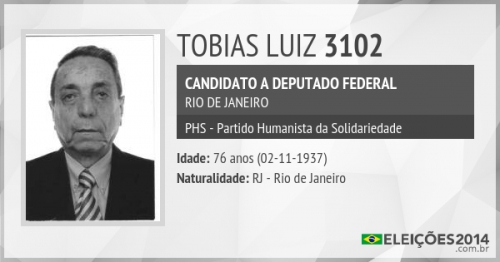 TOBIAS LUIZ 3102
CANDIDATO A DEPUTADO FEDERAL
RIO DE JANEIRO
PHS - Partido Humanista da Solidariedade
Idade: 76 anos (02-11-1937)
Naturalidade: RJ - Rio de Janeiro
ELEIÇÕES2014
.com.br